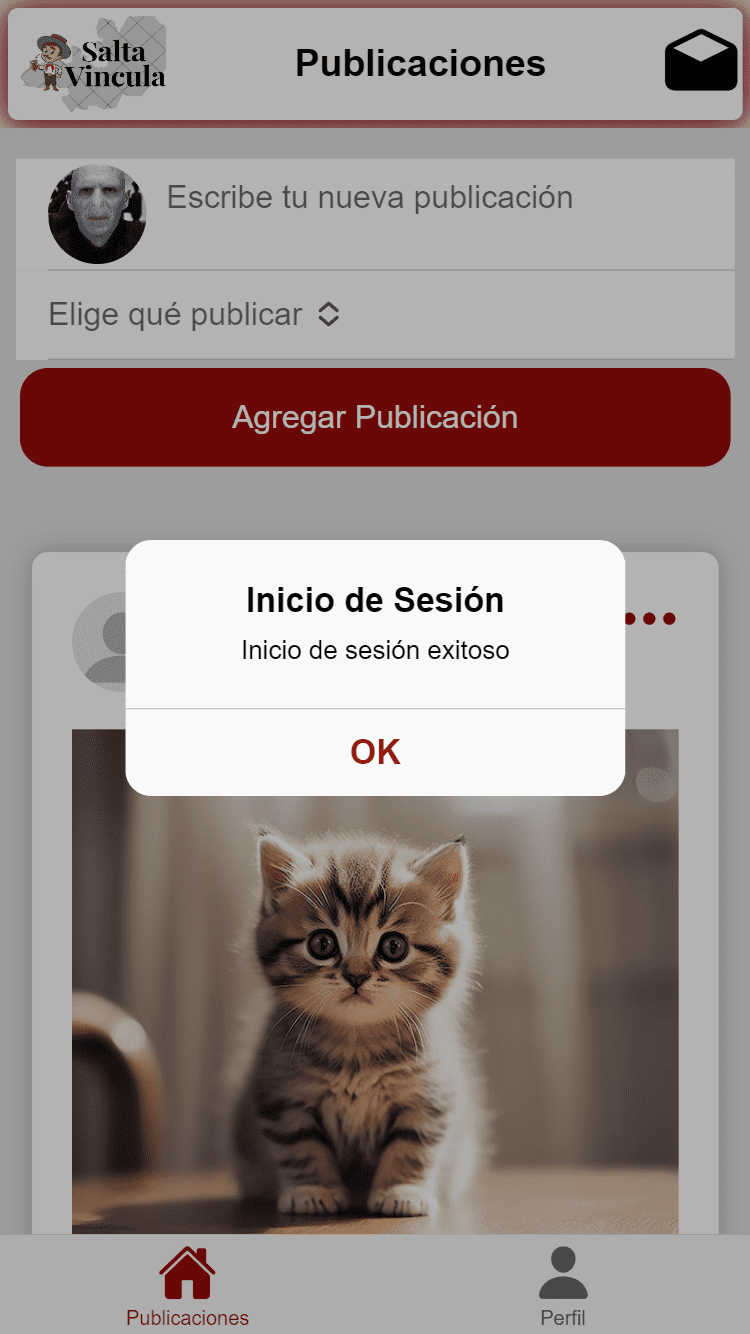 Salta
Vincula
Publicaciones
Escribe tu nueva publicación
Elige qué publicar
Agregar Publicación
Inicio de Sesión
Inicio de sesión exitoso
OK
Publicaciones
Perfil